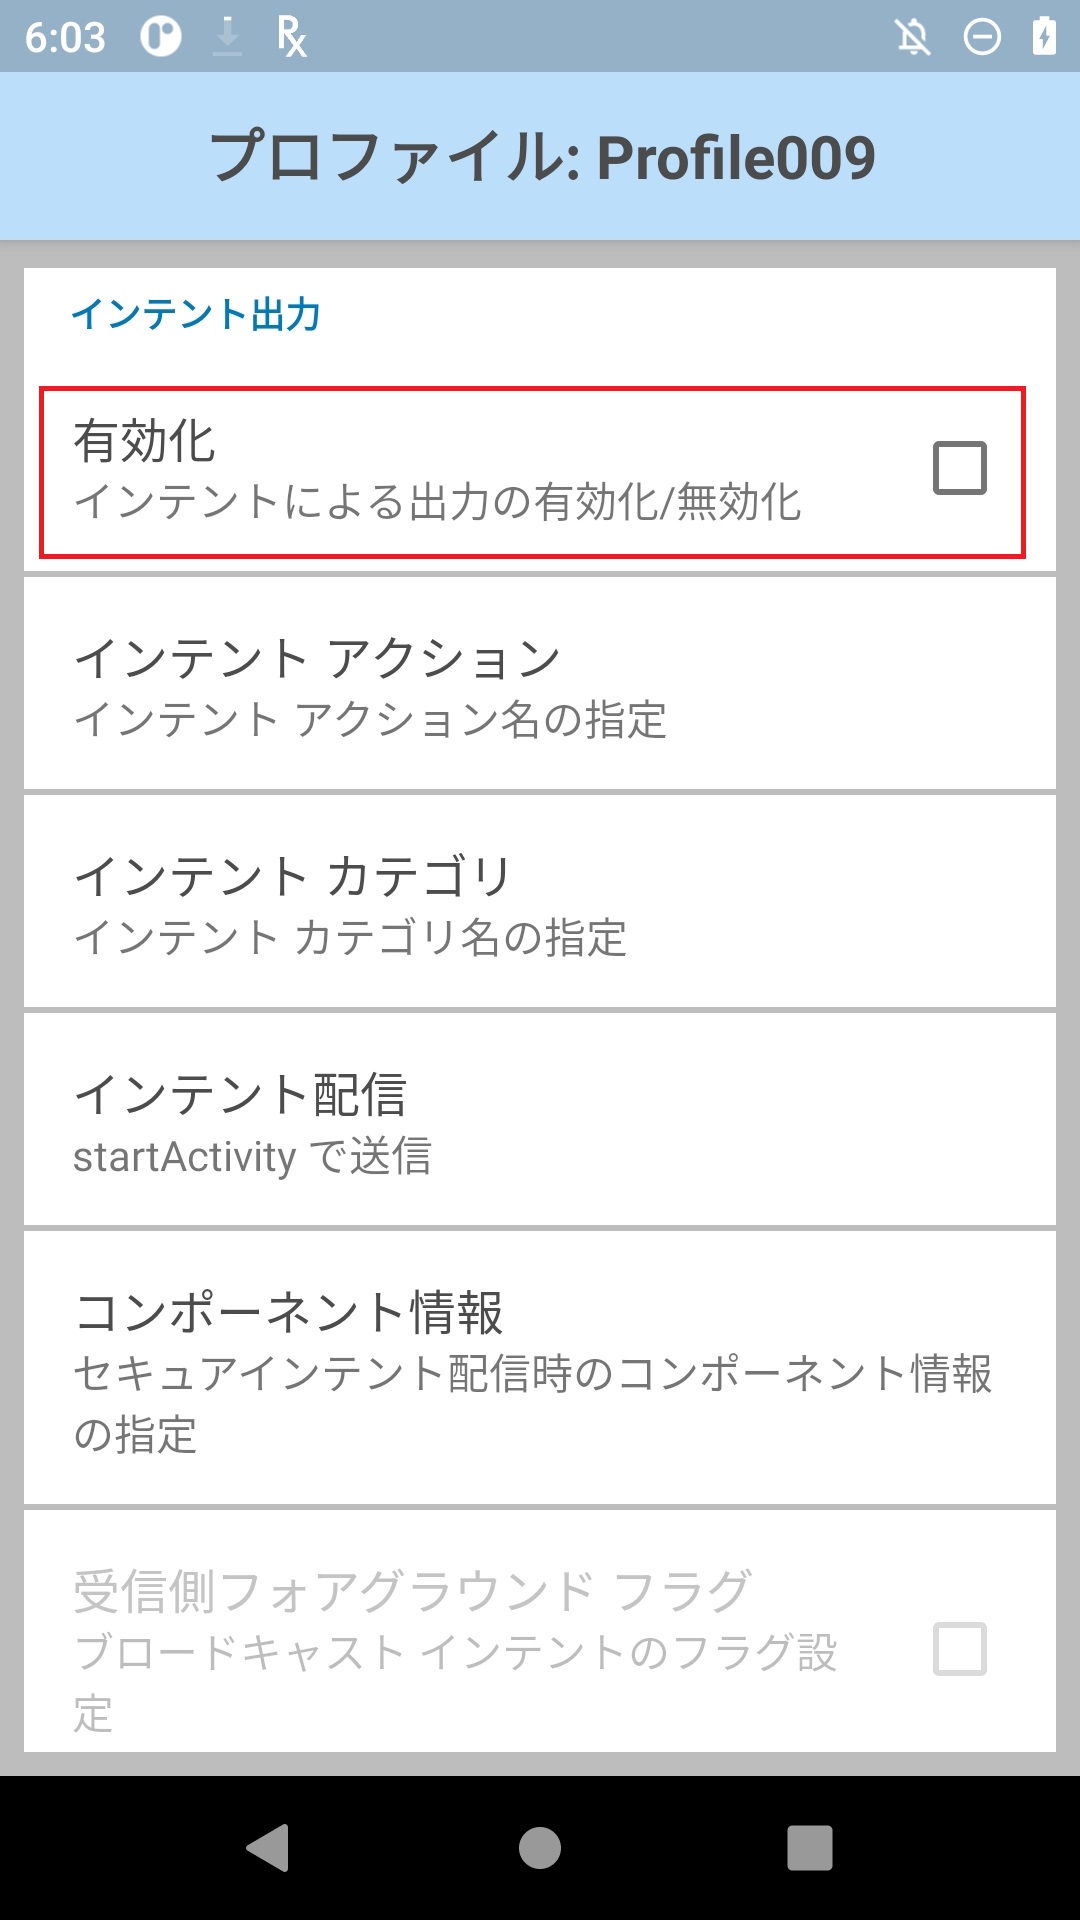 6:03
プロファイル: Profile009
インテント出力
有効化
インテントによる出力の有効化/無効化
インテント アクション
インテント アクション名の指定
インテント カテゴリ
インテント カテゴリ名の指定
インテント配信
startActivity で送信
コンポーネント情報
セキュアインテント配信時のコンポーネント情報
の指定
受信側フォアグラウンド フラグ
ブロードキャスト インテントのフラグ設
定